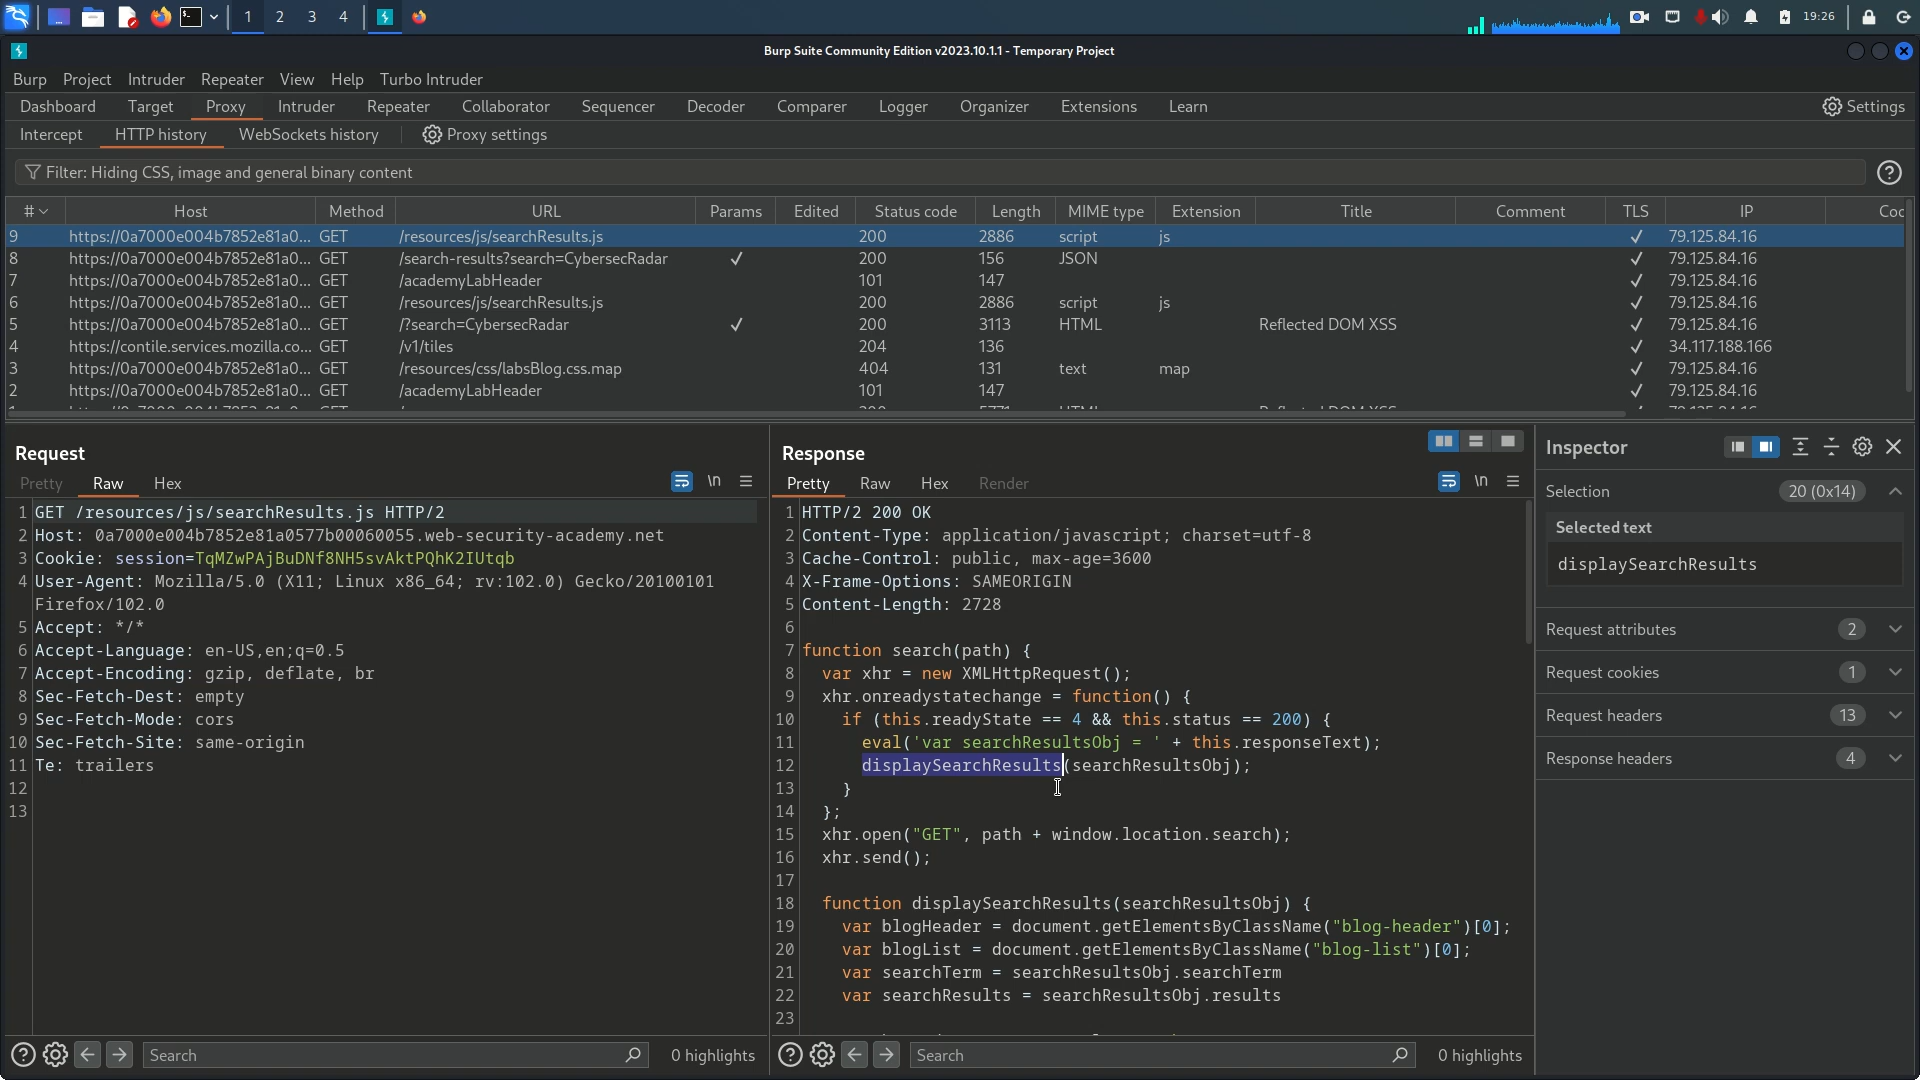 1 2 3 4 19:26
Burp Suite Community Edition v2023.10.1.1 - Temporary Project
Burp Project Intruder Repeater View Help Turbo Intruder
Dashboard Target Proxy Intruder Repeater Collaborator Sequencer Decoder Comparer Logger Organizer Extensions Learn Settings
Intercept HTTP history WebSockets history Proxy settings
Filter: Hiding CSS, image and general binary content
# Host Method URL Params Edited Status code Length MIME type Extension Title Comment TLS IP Coo
9 https://0a7000e004b7852e81a0... GET /resources/js/searchResults.js 200 2886 script js ✓ 79.125.84.16
8 https://0a7000e004b7852e81a0... GET /search-results?search=CybersecRadar ✓ 200 156 JSON ✓ 79.125.84.16
7 https://0a7000e004b7852e81a0... GET /academyLabHeader 101 147 ✓ 79.125.84.16
6 https://0a7000e004b7852e81a0... GET /resources/js/searchResults.js 200 2886 script js ✓ 79.125.84.16
5 https://0a7000e004b7852e81a0... GET /?search=CybersecRadar ✓ 200 3113 HTML Reflected DOM XSS ✓ 79.125.84.16
4 https://contile.services.mozilla.co... GET /v1/tiles 204 136 ✓ 34.117.188.166
3 https://0a7000e004b7852e81a0... GET /resources/css/labsBlog.css.map 404 131 text map ✓ 79.125.84.16
2 https://0a7000e004b7852e81a0... GET /academyLabHeader 101 147 ✓ 79.125.84.16
Request
Pretty Raw Hex \n
1 GET /resources/js/searchResults.js HTTP/2
2 Host: 0a7000e004b7852e81a0577b00060055.web-security-academy.net
3 Cookie: session=TqMZwPAjBuDNf8NH5svAktPQhK2IUtqb
4 User-Agent: Mozilla/5.0 (X11; Linux x86_64; rv:102.0) Gecko/20100101
Firefox/102.0
5 Accept: */*
6 Accept-Language: en-US,en;q=0.5
7 Accept-Encoding: gzip, deflate, br
8 Sec-Fetch-Dest: empty
9 Sec-Fetch-Mode: cors
10 Sec-Fetch-Site: same-origin
11 Te: trailers
12
13
Search 0 highlights
Response
Pretty Raw Hex Render \n
1 HTTP/2 200 OK
2 Content-Type: application/javascript; charset=utf-8
3 Cache-Control: public, max-age=3600
4 X-Frame-Options: SAMEORIGIN
5 Content-Length: 2728
6
7 function search(path) {
8 var xhr = new XMLHttpRequest();
9 xhr.onreadystatechange = function() {
10 if (this.readyState == 4 && this.status == 200) {
11 eval('var searchResultsObj = ' + this.responseText);
12 displaySearchResults(searchResultsObj);
13 }
14 };
15 xhr.open("GET", path + window.location.search);
16 xhr.send();
17
18 function displaySearchResults(searchResultsObj) {
19 var blogHeader = document.getElementsByClassName("blog-header")[0];
20 var blogList = document.getElementsByClassName("blog-list")[0];
21 var searchTerm = searchResultsObj.searchTerm
22 var searchResults = searchResultsObj.results
23
Search 0 highlights
Inspector
Selection 20 (0x14)
Selected text
displaySearchResults
Request attributes 2
Request cookies 1
Request headers 13
Response headers 4